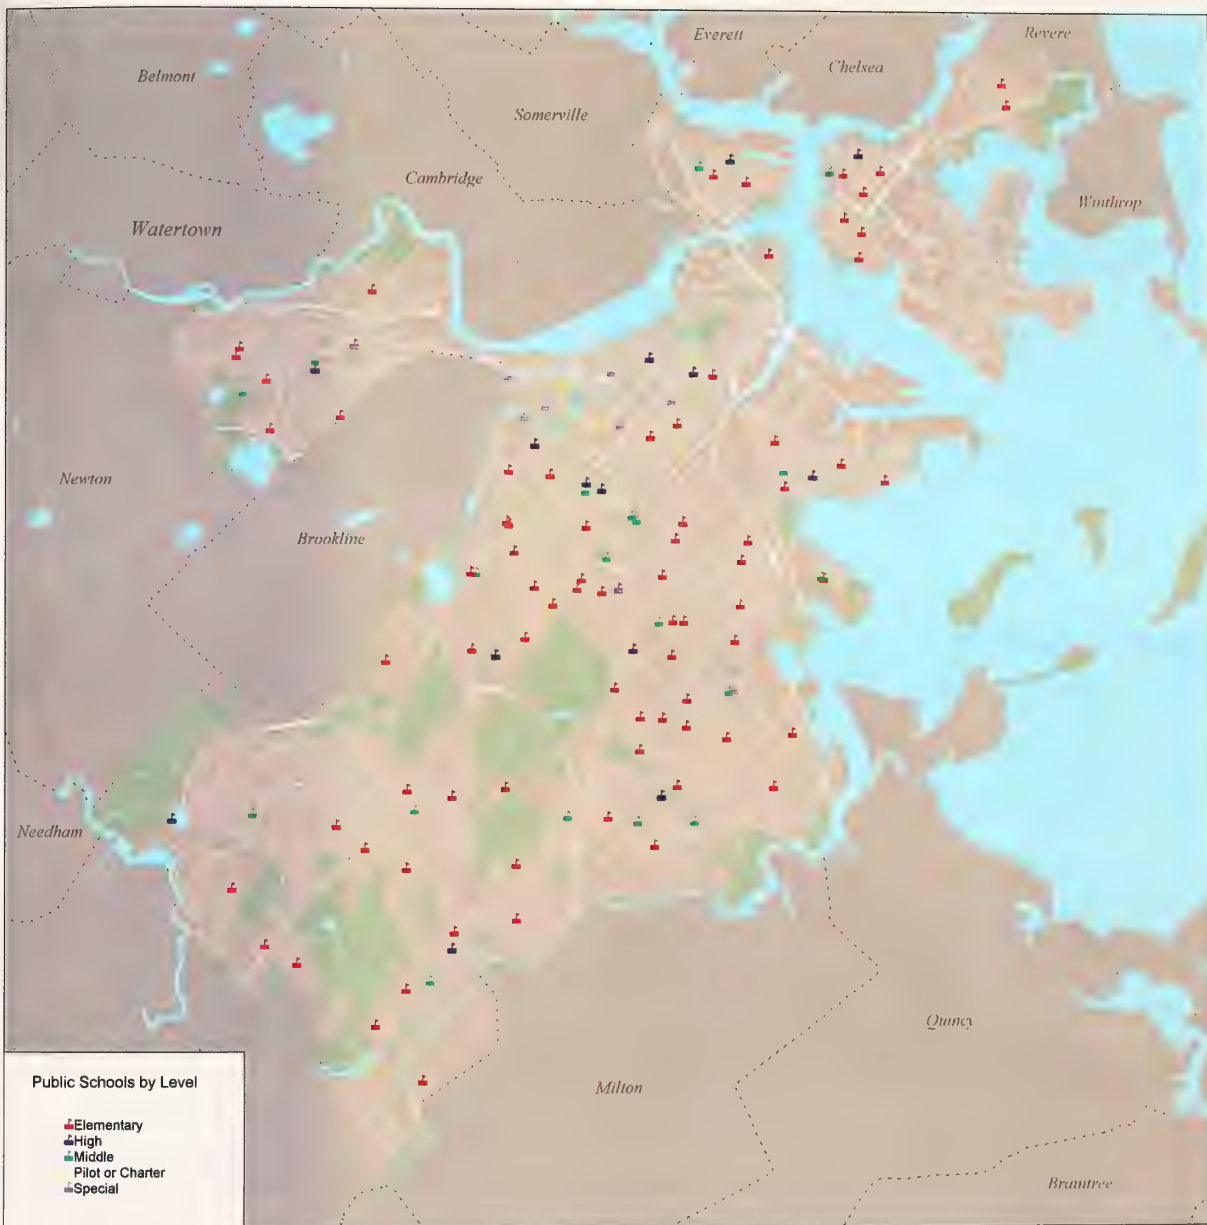 Everett
Revere
Belmont
Chelsea
Somerville
Cambridge
Winthrop
Watertown
Newton
Brookline
Needham
Quincy
Milton
Braintree
Public Schools by Level
Elementary
High
Middle
Pilot or Charter
Special